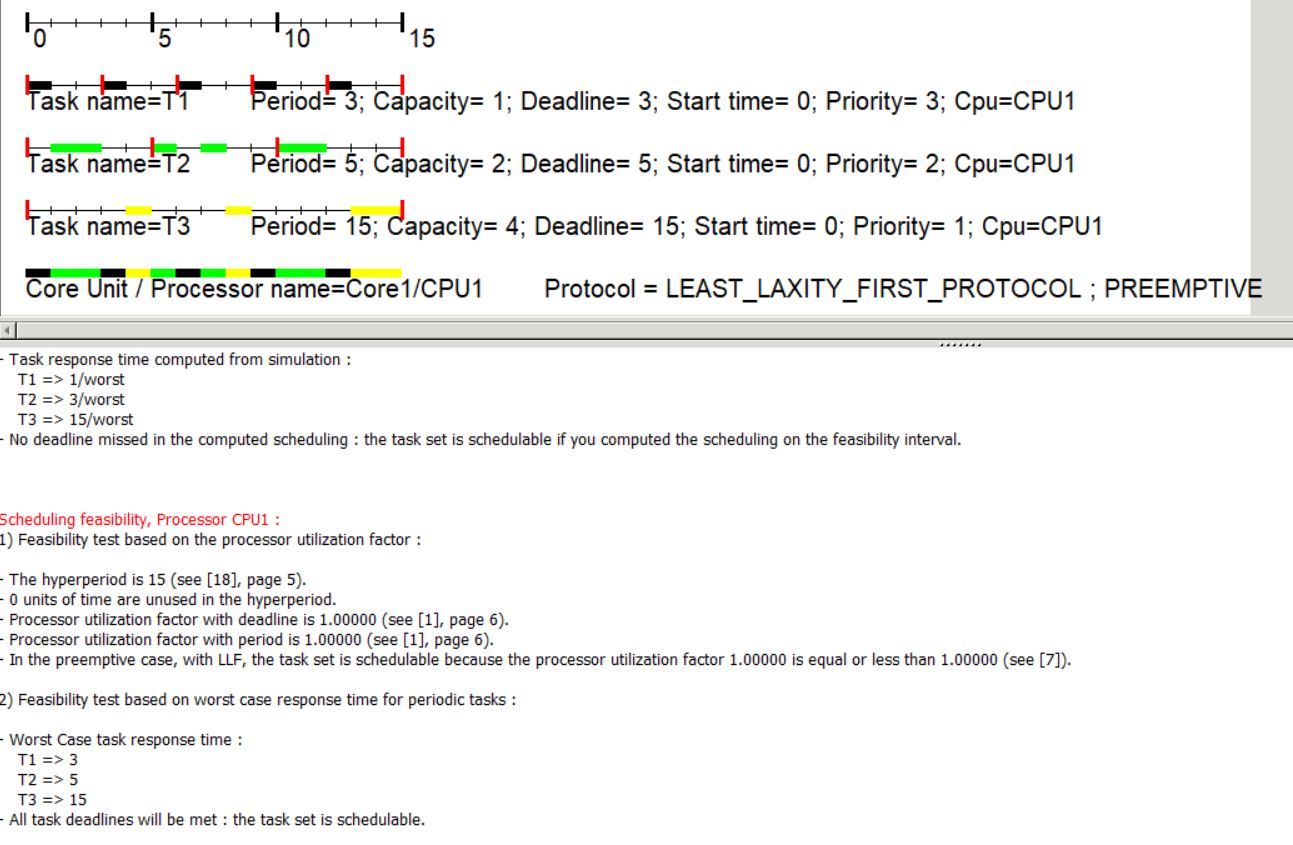 0 5 10 15
Task name=T1 Period= 3; Capacity= 1; Deadline= 3; Start time= 0; Priority= 3; Cpu=CPU1
Task name=T2 Period= 5; Capacity= 2; Deadline= 5; Start time= 0; Priority= 2; Cpu=CPU1
Task name=T3 Period= 15; Capacity= 4; Deadline= 15; Start time= 0; Priority= 1; Cpu=CPU1
Core Unit / Processor name=Core1/CPU1 Protocol = LEAST_LAXITY_FIRST_PROTOCOL ; PREEMPTIVE
- Task response time computed from simulation :
T1 => 1/worst
T2 => 3/worst
T3 => 15/worst
- No deadline missed in the computed scheduling : the task set is schedulable if you computed the scheduling on the feasibility interval.
Scheduling feasibility, Processor CPU1 :
1) Feasibility test based on the processor utilization factor :
- The hyperperiod is 15 (see [18], page 5).
- 0 units of time are unused in the hyperperiod.
- Processor utilization factor with deadline is 1.00000 (see [1], page 6).
- Processor utilization factor with period is 1.00000 (see [1], page 6).
- In the preemptive case, with LLF, the task set is schedulable because the processor utilization factor 1.00000 is equal or less than 1.00000 (see [7]).
2) Feasibility test based on worst case response time for periodic tasks :
- Worst Case task response time :
T1 => 3
T2 => 5
T3 => 15
- All task deadlines will be met : the task set is schedulable.